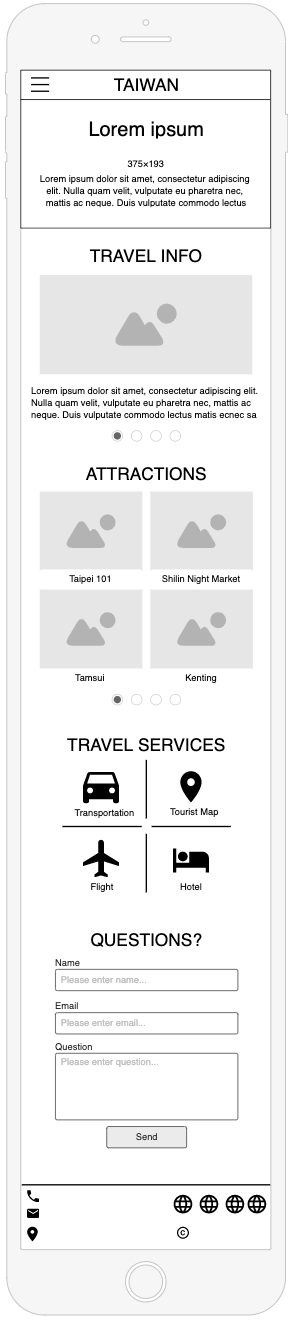 TAIWAN
Lorem ipsum
375×193
Lorem ipsum dolor sit amet, consectetur adipiscing
elit. Nulla quam velit, vulputate eu pharetra nec,
mattis ac neque. Duis vulputate commodo lectus
TRAVEL INFO
Lorem ipsum dolor sit amet, consectetur adipiscing elit.
Nulla quam velit, vulputate eu pharetra nec, mattis ac
neque. Duis vulputate commodo lectus matis ecnec sa
ATTRACTIONS
Taipei 101
Shilin Night Market
Tamsui
Kenting
TRAVEL SERVICES
Transportation
Tourist Map
Flight
Hotel
QUESTIONS?
Name
Please enter name...
Email
Please enter email...
Question
Please enter question...
Send
©